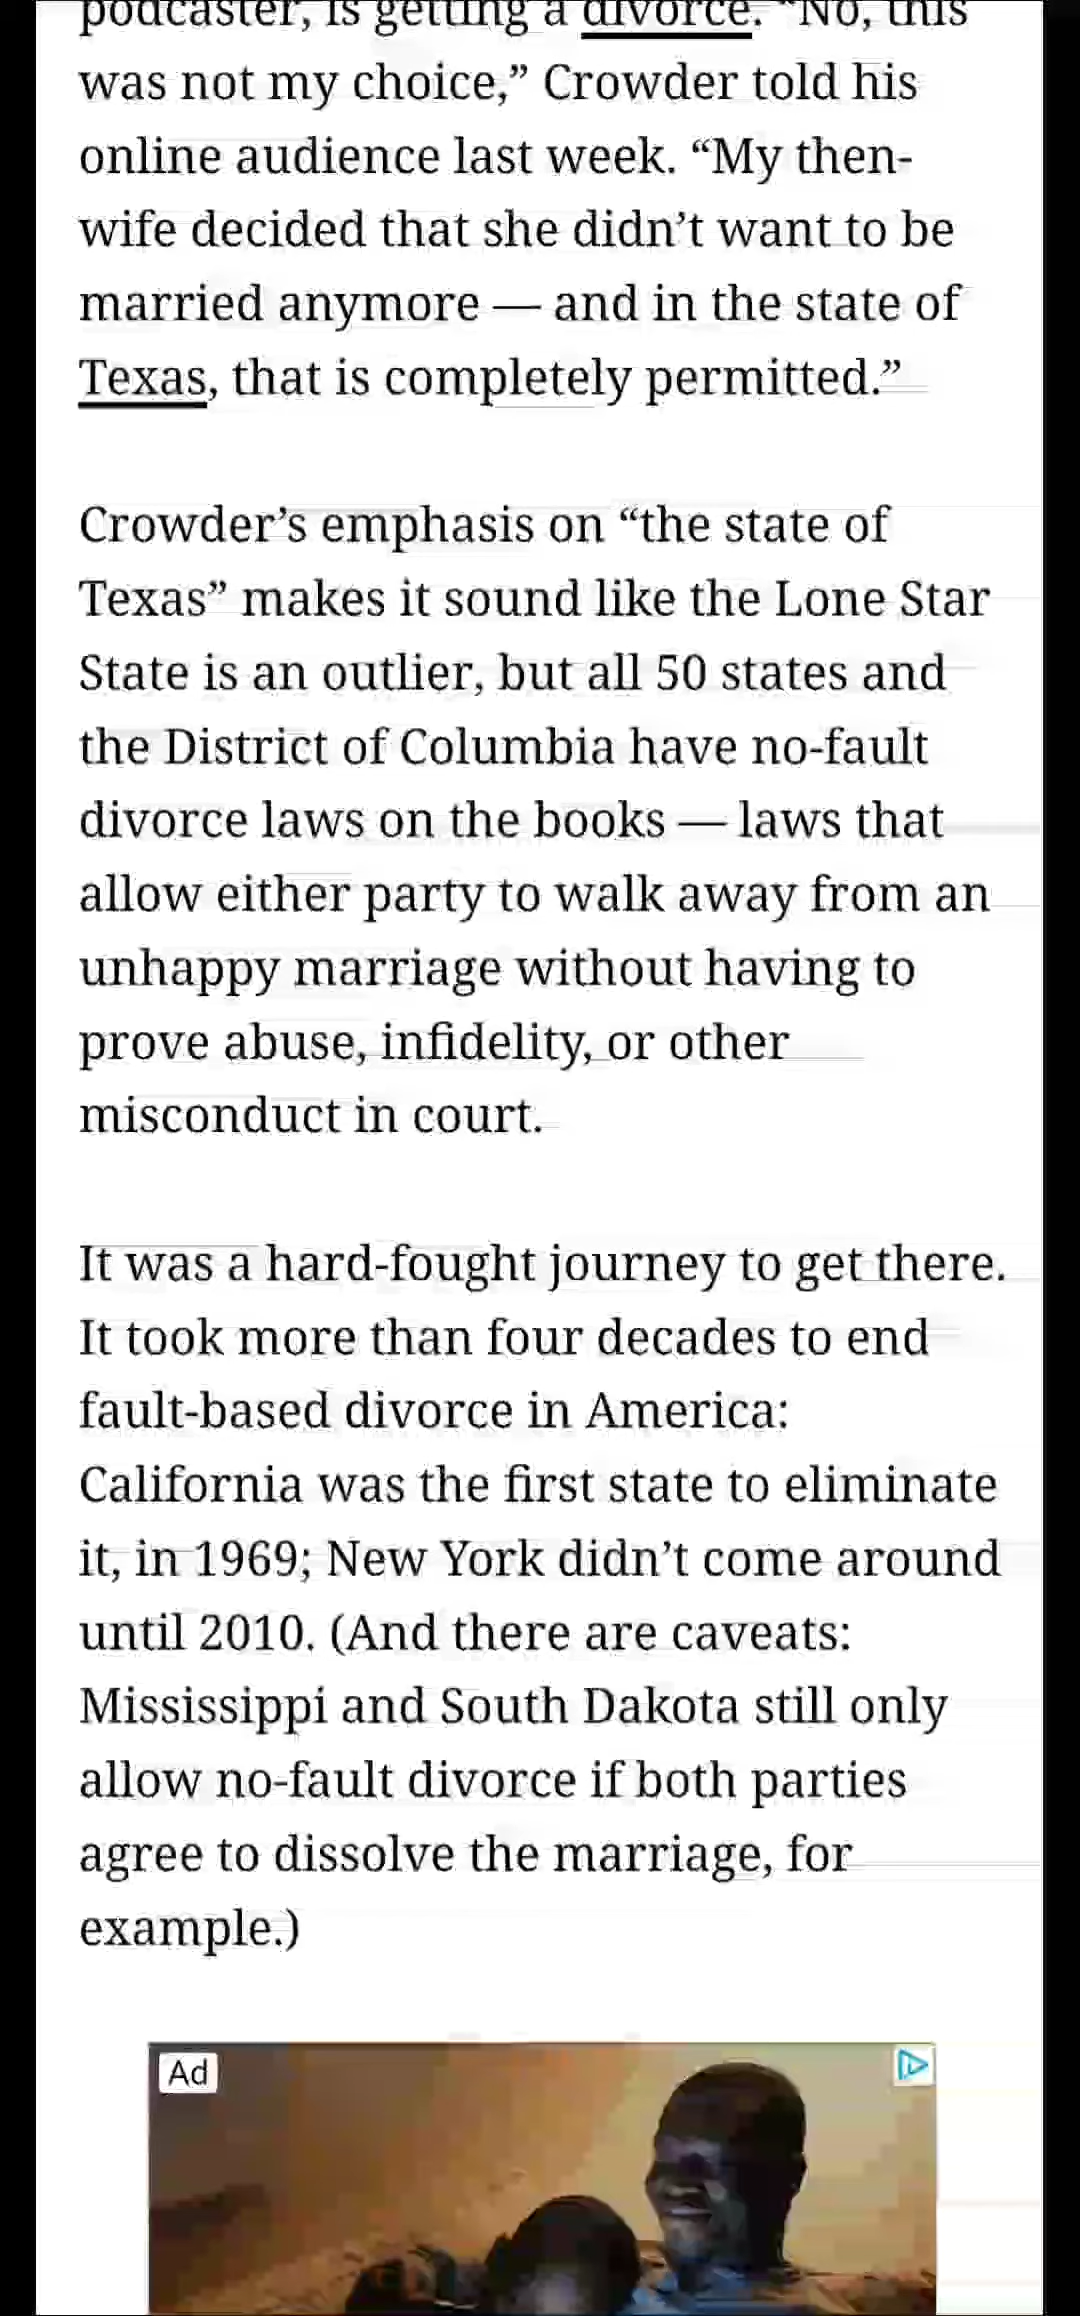 podcaster, is getting a divorce. “No, this
was not my choice,” Crowder told his
online audience last week. “My then-
wife decided that she didn’t want to be
married anymore — and in the state of
Texas, that is completely permitted.”
Crowder’s emphasis on “the state of
Texas” makes it sound like the Lone Star
State is an outlier, but all 50 states and
the District of Columbia have no-fault
divorce laws on the books — laws that
allow either party to walk away from an
unhappy marriage without having to
prove abuse, infidelity, or other
misconduct in court.
It was a hard-fought journey to get there.
It took more than four decades to end
fault-based divorce in America:
California was the first state to eliminate
it, in 1969; New York didn’t come around
until 2010. (And there are caveats:
Mississippi and South Dakota still only
allow no-fault divorce if both parties
agree to dissolve the marriage, for
example.)
Ad